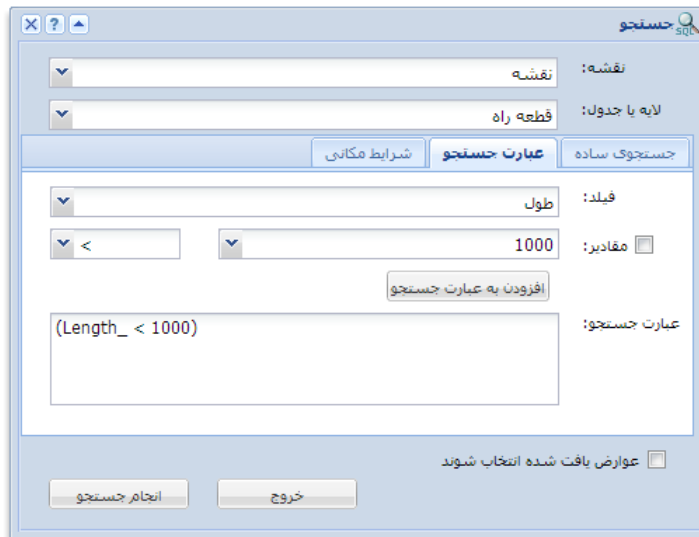 جستجو
SQL
?
نقشه:
نقشه
لایه یا جدول:
قطعه راه
جستجوی ساده
عبارت جستجو
شرایط مکانی
فیلد:
طول
مقادیر:
1000
<
افزودن به عبارت جستجو
عبارت جستجو:
(Length_ < 1000)
عوارض یافت شده انتخاب شوند
خروج
انجام جستجو